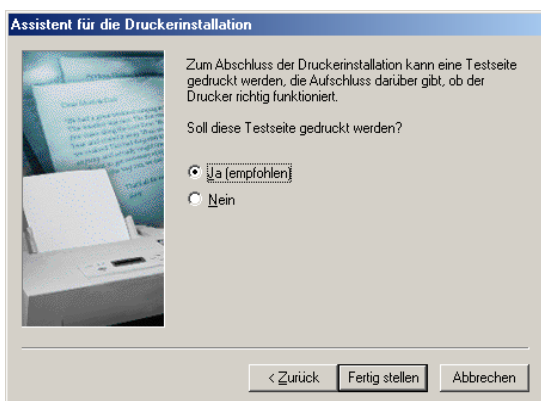 Assistent für die Druckerinstallation
Zum Abschluss der Druckerinstallation kann eine Testseite
gedruckt werden, die Aufschluss darüber gibt, ob der
Drucker richtig funktioniert.
Soll diese Testseite gedruckt werden?
Ja (empfohlen)
Nein
< Zurück
Fertig stellen
Abbrechen